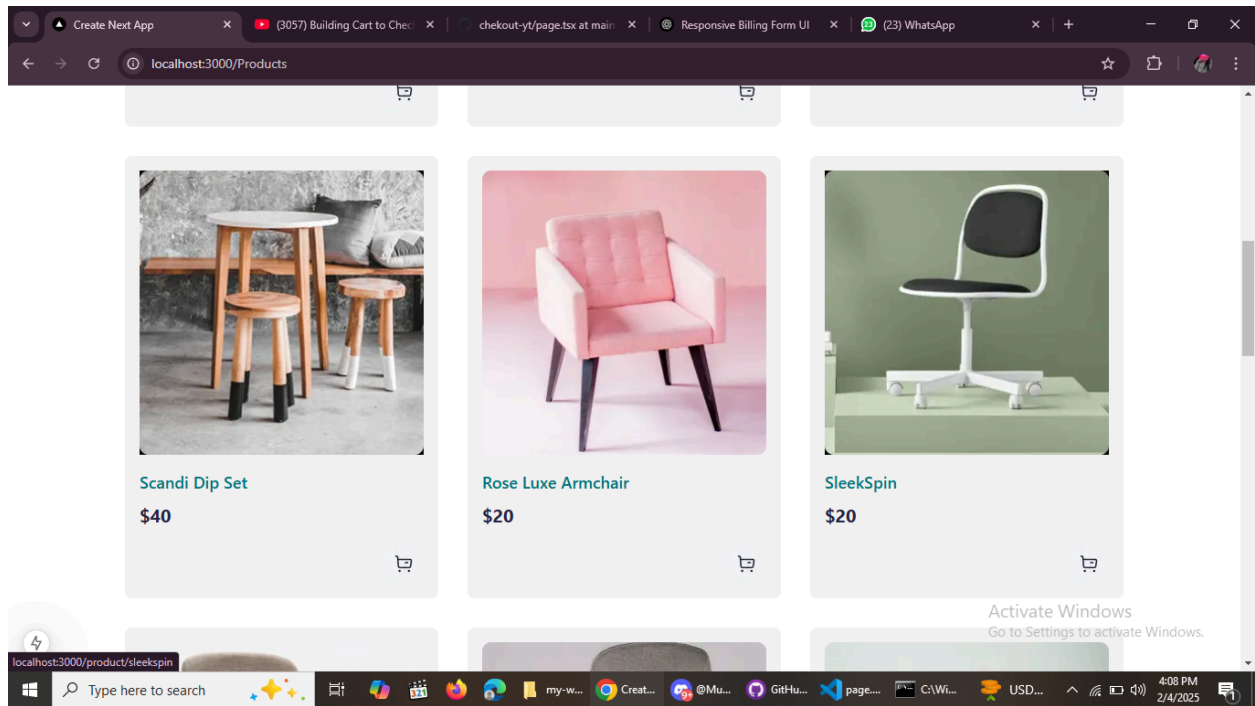 Create Next App
(3057) Building Cart to Chec
chekout-yt/page.tsx at main
Responsive Billing Form UI
(23) WhatsApp
localhost:3000/Products
Scandi Dip Set
$40
Rose Luxe Armchair
$20
SleekSpin
$20
Activate Windows
Go to Settings to activate Windows.
localhost:3000/product/sleekspin
Type here to search
321
my-w...
Creat...
9+
@Mu...
GitHu...
page....
C:\Wi...
USD...
4:08 PM
2/4/2025
1